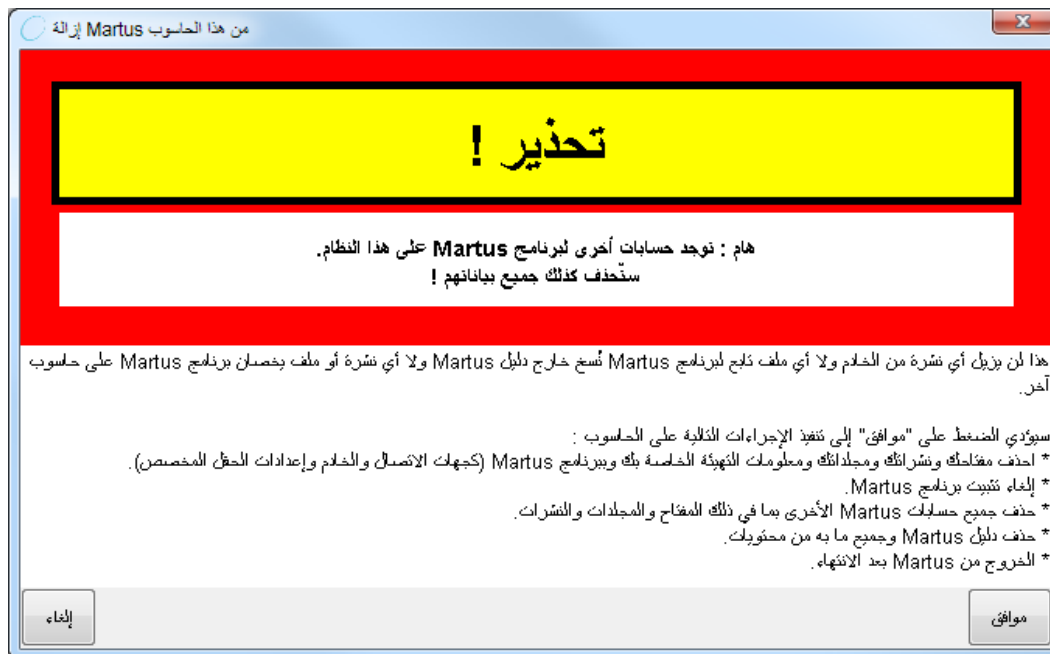 إزالة Martus من هذا الحاسوب
تحذير !
هام : توجد حسابات أخرى لبرنامج Martus على هذا النظام.
ستُحذف كذلك جميع بياناتهم !
هذا لن يزيل أي نشرة من الخادم ولا أي ملف تابع لبرنامج Martus نُسخ خارج دليل Martus ولا أي نشرة أو ملف يخصان برنامج Martus على حاسوب
آخر.
سيؤدي الضغط على "موافق" إلى تنفيذ الإجراءات التالية على الحاسوب :
* احذف مفتاحك ونشراتك ومجلداتك ومعلومات التهيئة الخاصة بك وببرنامج Martus (كجهات الاتصال والخادم وإعدادات الحقل المخصص).
* إلغاء تثبيت برنامج Martus.
* حذف جميع حسابات Martus الأخرى بما في ذلك المفتاح والمجلدات والنشرات.
* حذف دليل Martus وجميع ما به من محتويات.
* الخروج من Martus بعد الانتهاء.
موافق
إلغاء